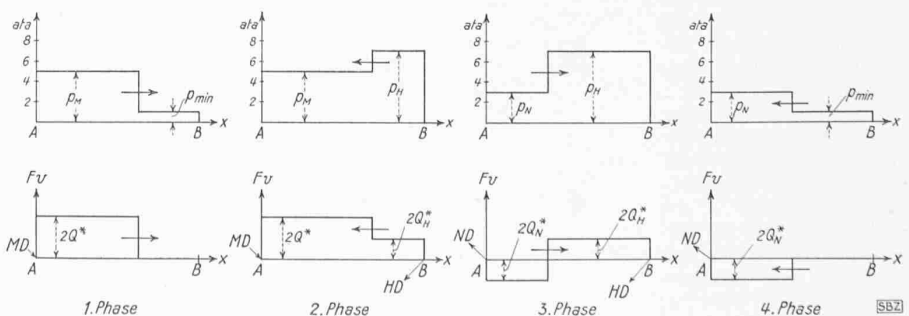 ata
8
6
4
2
p_M
p_min
A
B
x
ata
8
6
4
2
p_M
p_H
A
B
x
ata
8
6
4
2
p_N
p_H
A
B
x
ata
8
6
4
2
p_N
p_min
A
B
x
Fv
2Q*
MD
A
B
x
1. Phase
Fv
2Q*
2Q_H*
MD
A
B
x
HD
2. Phase
Fv
2Q_N*
2Q_H*
ND
A
B
x
HD
3. Phase
Fv
2Q_N*
ND
A
B
x
4. Phase
SBZ